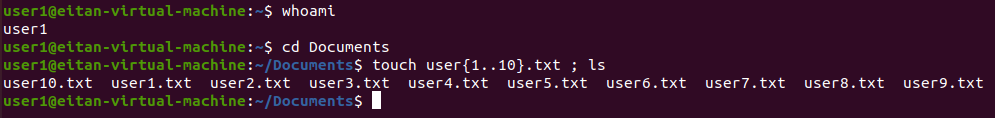 user1@eitan-virtual-machine:~$ whoami
user1
user1@eitan-virtual-machine:~$ cd Documents
user1@eitan-virtual-machine:~/Documents$ touch user{1..10}.txt ; ls
user10.txt  user1.txt  user2.txt  user3.txt  user4.txt  user5.txt  user6.txt  user7.txt  user8.txt  user9.txt
user1@eitan-virtual-machine:~/Documents$